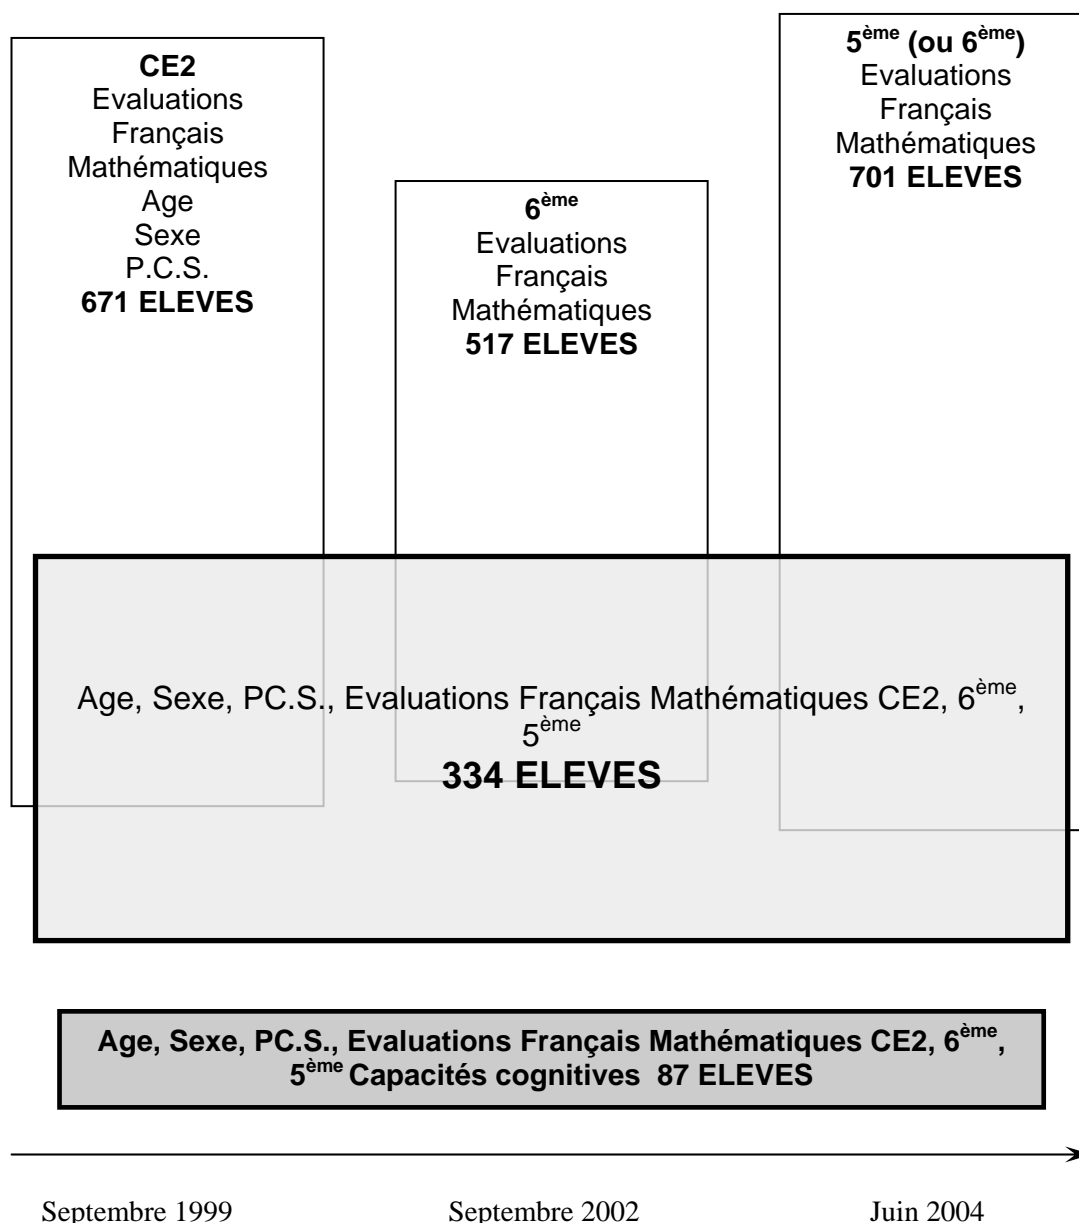 CE2
Evaluations
Français
Mathématiques
Age
Sexe
P.C.S.
671 ELEVES
6ème
Evaluations
Français
Mathématiques
517 ELEVES
5ème (ou 6ème)
Evaluations
Français
Mathématiques
701 ELEVES
Age, Sexe, PC.S., Evaluations Français Mathématiques CE2, 6ème,
5ème
334 ELEVES
Age, Sexe, PC.S., Evaluations Français Mathématiques CE2, 6ème,
5ème Capacités cognitives 87 ELEVES
Septembre 1999 Septembre 2002 Juin 2004